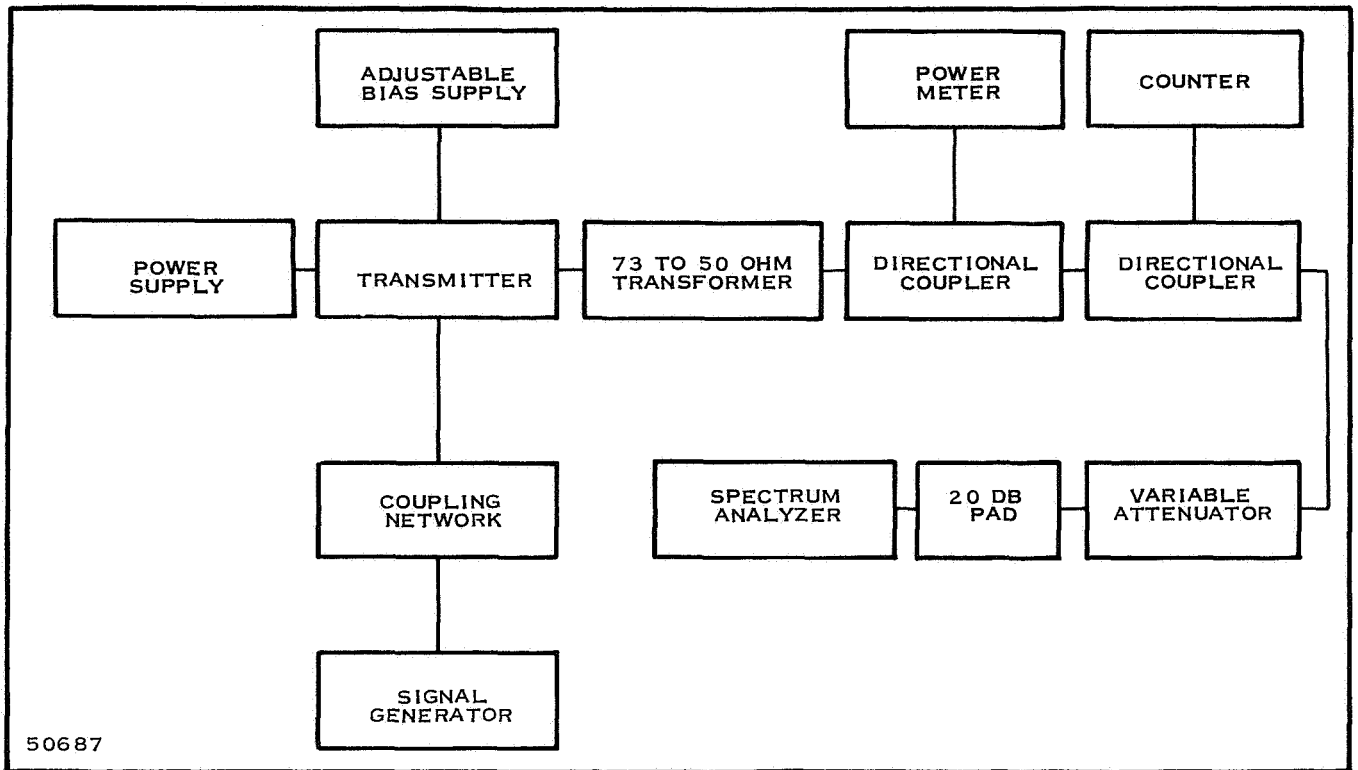 ADJUSTABLE
BIAS SUPPLY
POWER
METER
COUNTER
POWER
SUPPLY
TRANSMITTER
73 TO 50 OHM
TRANSFORMER
DIRECTIONAL
COUPLER
DIRECTIONAL
COUPLER
COUPLING
NETWORK
SPECTRUM
ANALYZER
20 DB
PAD
VARIABLE
ATTENUATOR
SIGNAL
GENERATOR
50687